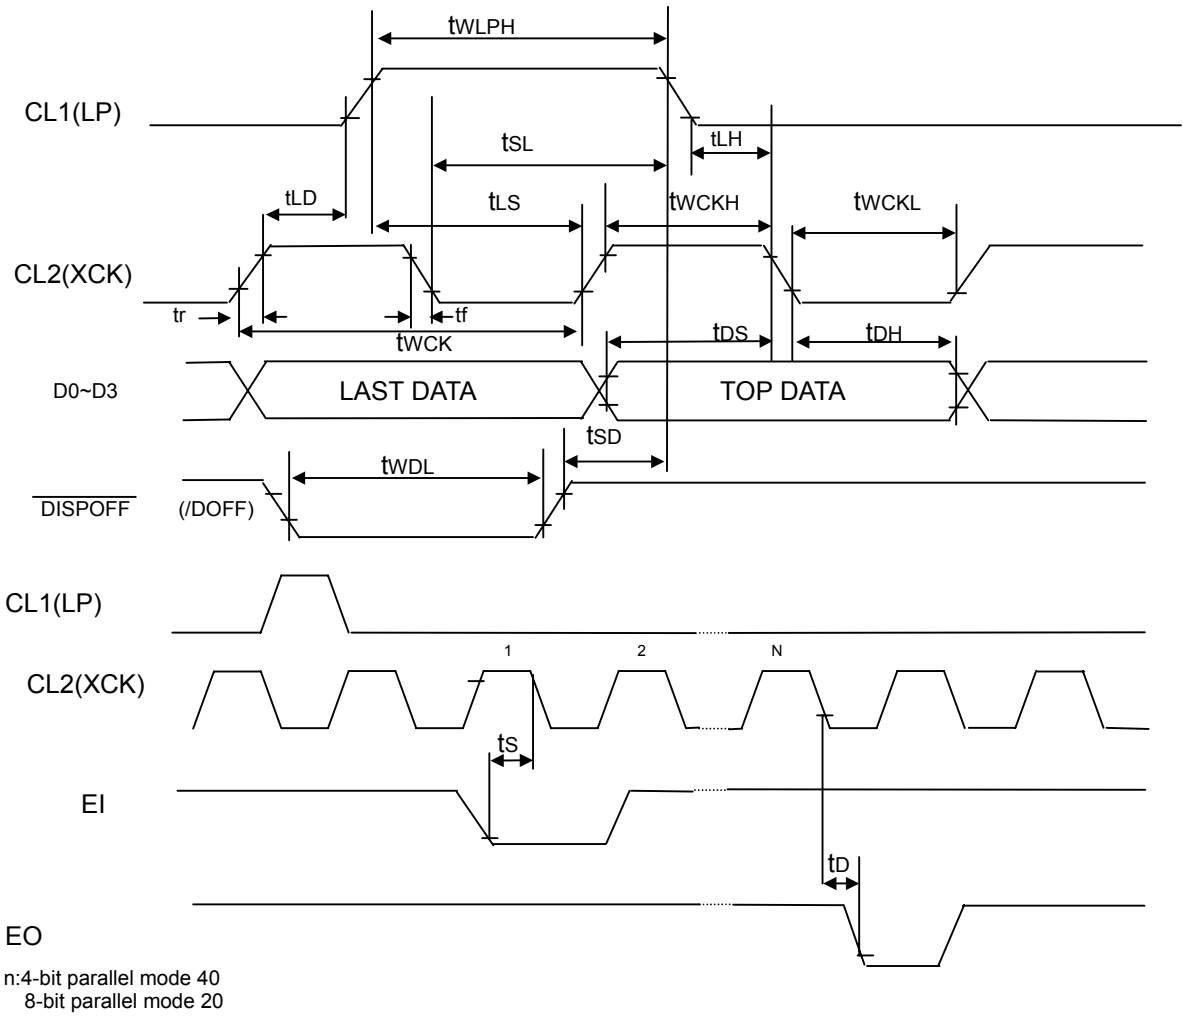 tWLPH
CL1(LP)
tLH
tSL
tLD
tLS
tWCKH
tWCKL
CL2(XCK)
tr
tf
tWCK
tDS
tDH
D0~D3
LAST DATA
TOP DATA
tSD
tWDL
DISPOFF
(/DOFF)
CL1(LP)
1
2
N
CL2(XCK)
tS
EI
tD
EO
n:4-bit parallel mode 40
8-bit parallel mode 20